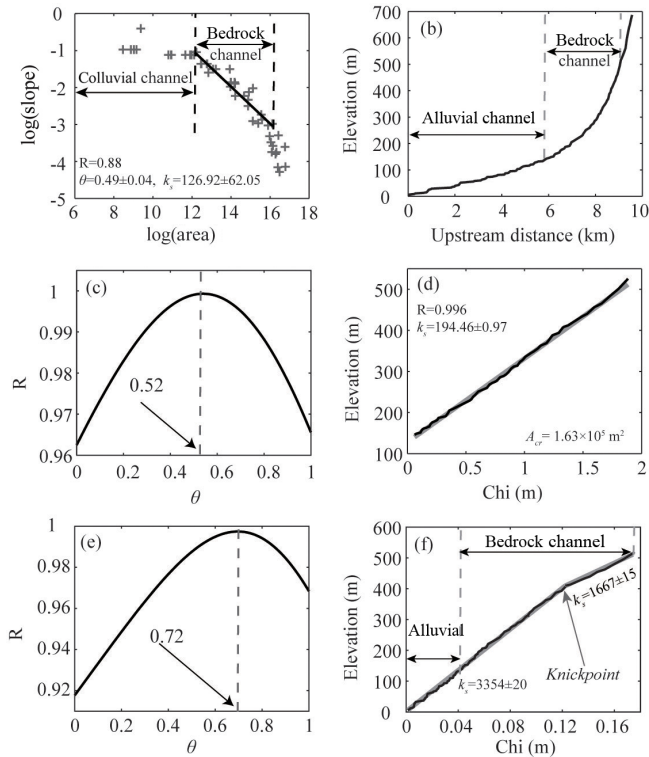 0
-1
-2
-3
-4
-5
log(slope)
Bedrock
channel
Colluvial channel
R=0.88
θ=0.49±0.04, kₛ=126.92±62.05
6 8 10 12 14 16 18
log(area)
700
600
500
400
300
200
100
0
Elevation (m)
(b)
Bedrock
channel
Alluvial channel
0 2 4 6 8 10
Upstream distance (km)
1
0.99
0.98
0.97
0.96
R
(c)
0.52
0 0.2 0.4 0.6 0.8 1
θ
500
400
300
200
100
0
Elevation (m)
(d)
R=0.996
kₛ=194.46±0.97
A_cr= 1.63×10⁵ m²
0 0.5 1 1.5 2
Chi (m)
1
0.98
0.96
0.94
0.92
R
(e)
0.72
0 0.2 0.4 0.6 0.8 1
θ
600
500
400
300
200
100
0
Elevation (m)
Bedrock channel
(f)
kₛ=1667±15
Alluvial
kₛ=3354±20
Knickpoint
0 0.04 0.08 0.12 0.16
Chi (m)